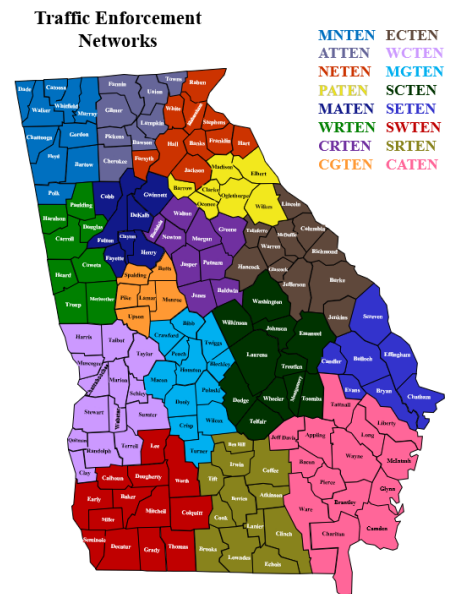 Traffic Enforcement
Networks
MNTEN ECTEN
ATTEN WCTEN
NETEN MGTEN
PATEN SCTEN
MATEN SETEN
WRTEN SWTEN
CRTEN SRTEN
CGTEN CATEN
Dade Catoosa Fannin Towns Rabun
Whitfield Murray Union
Walker Gilmer White Habersham
Lumpkin Stephens
Chattooga Gordon Pickens Dawson Hall Banks Franklin Hart
Floyd Bartow Cherokee Forsyth Jackson Madison Elbert
Polk Cobb Gwinnett Barrow Clarke Oglethorpe
Paulding Oconee Wilkes Lincoln
Haralson Douglas DeKalb Walton
Carroll Fulton Clayton Rockdale Newton Morgan Greene Taliaferro McDuffie Columbia
Fayette Henry Warren Richmond
Heard Coweta Spalding Butts Jasper Putnam Hancock Glascock
Troup Meriwether Pike Lamar Monroe Jones Baldwin Jefferson Burke
Upson Washington
Harris Talbot Crawford Bibb Wilkinson Johnson Emanuel Jenkins Screven
Taylor Peach Twiggs
Muscogee Houston Bleckley Laurens Treutlen Candler Bulloch Effingham
Chattahoochee Marion Macon Pulaski
Schley Dooly Montgomery Evans Bryan Chatham
Stewart Webster Sumter Dodge Wheeler Toombs
Crisp Wilcox Telfair Tattnall
Quitman Randolph Terrell Lee Turner Ben Hill Jeff Davis Appling Long Liberty
Clay Calhoun Dougherty Worth Tift Irwin Coffee Bacon Wayne McIntosh
Early Baker Mitchell Colquitt Berrien Atkinson Pierce Glynn
Miller Cook Lanier Ware Brantley
Seminole Decatur Grady Thomas Brooks Lowndes Clinch Charlton Camden
Echols